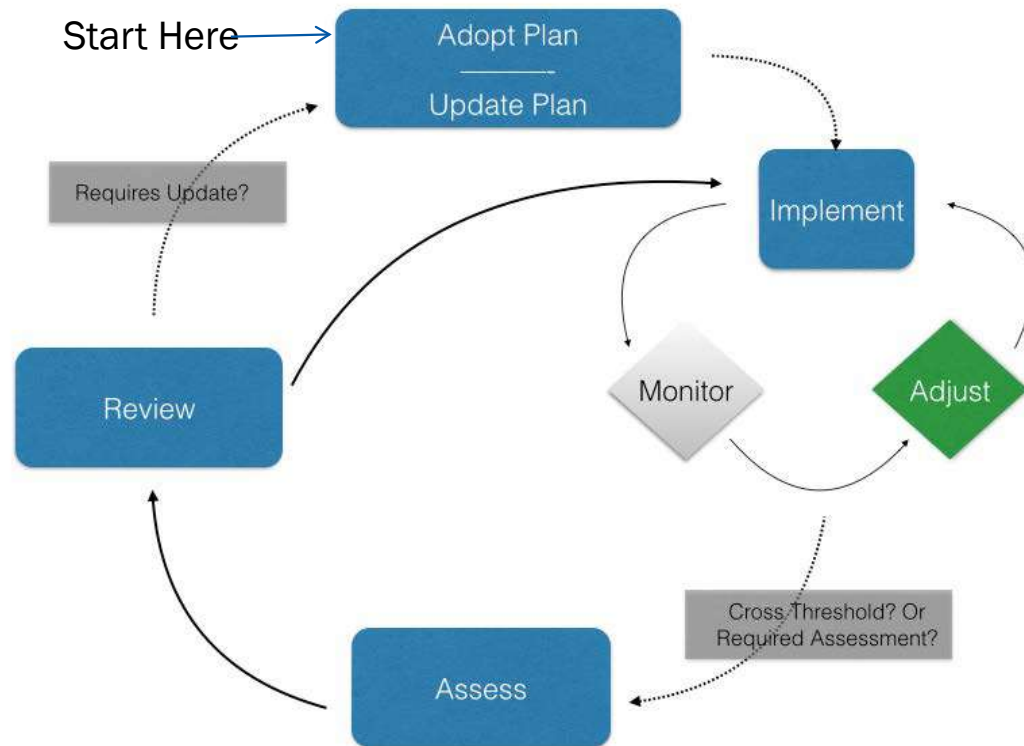 Start Here
Adopt Plan
Update Plan
Requires Update?
Implement
Monitor
Adjust
Review
Cross Threshold? Or
Required Assessment?
Assess